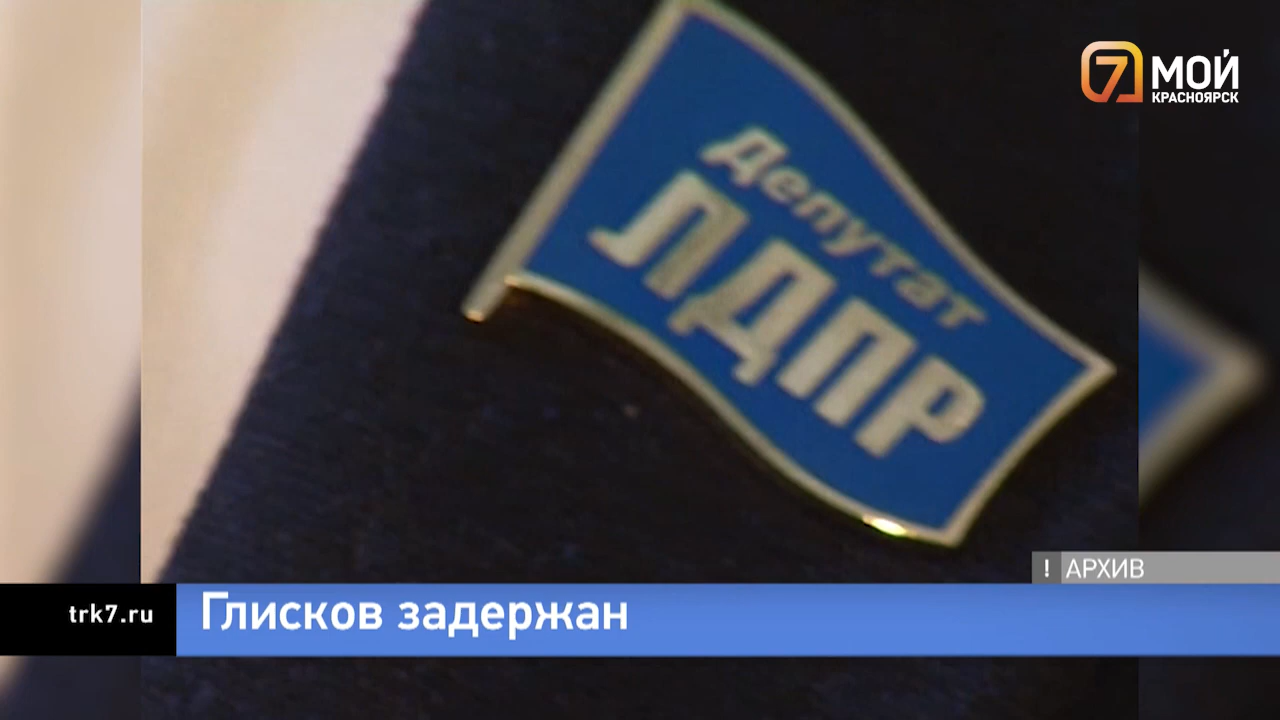 7 МОЙ
КРАСНОЯРСК
Депутат
ЛДПР
! АРХИВ
trk7.ru
Глисков задержан